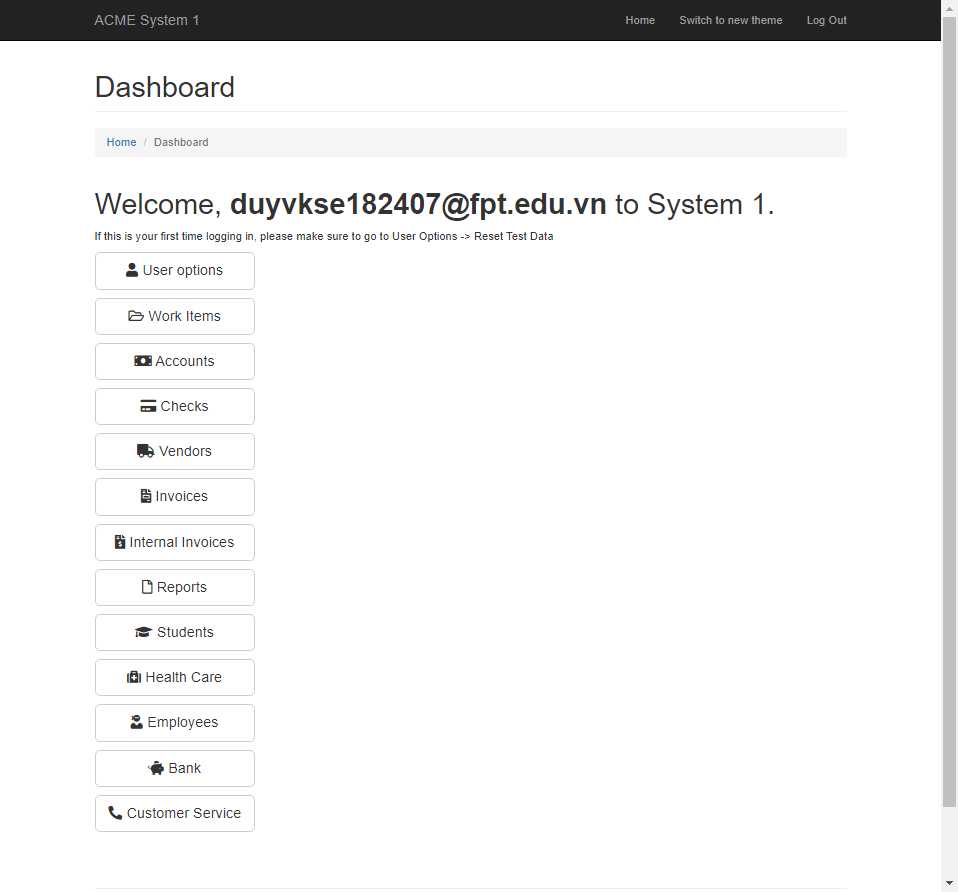 ACME System 1 Home Switch to new theme Log Out
Dashboard
Home / Dashboard
Welcome, duyvkse182407@fpt.edu.vn to System 1.
If this is your first time logging in, please make sure to go to User Options -> Reset Test Data
User options
Work Items
Accounts
Checks
Vendors
Invoices
Internal Invoices
Reports
Students
Health Care
Employees
Bank
Customer Service